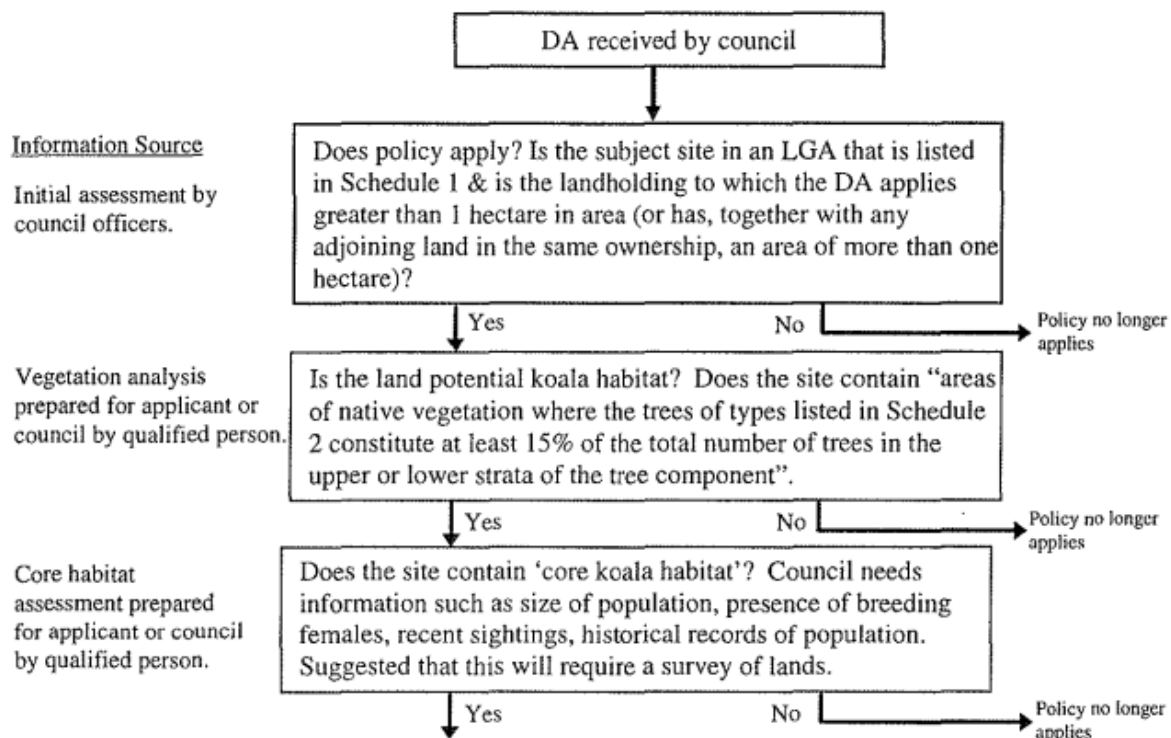 DA received by council
Information Source
Initial assessment by
council officers.
Does policy apply? Is the subject site in an LGA that is listed
in Schedule 1 & is the landholding to which the DA applies
greater than 1 hectare in area (or has, together with any
adjoining land in the same ownership, an area of more than one
hectare)?
Yes
No
Policy no longer
applies
Vegetation analysis
prepared for applicant or
council by qualified person.
Is the land potential koala habitat? Does the site contain “areas
of native vegetation where the trees of types listed in Schedule
2 constitute at least 15% of the total number of trees in the
upper or lower strata of the tree component”.
Yes
No
Policy no longer
applies
Core habitat
assessment prepared
for applicant or council
by qualified person.
Does the site contain ‘core koala habitat’? Council needs
information such as size of population, presence of breeding
females, recent sightings, historical records of population.
Suggested that this will require a survey of lands.
Yes
No
Policy no longer
applies